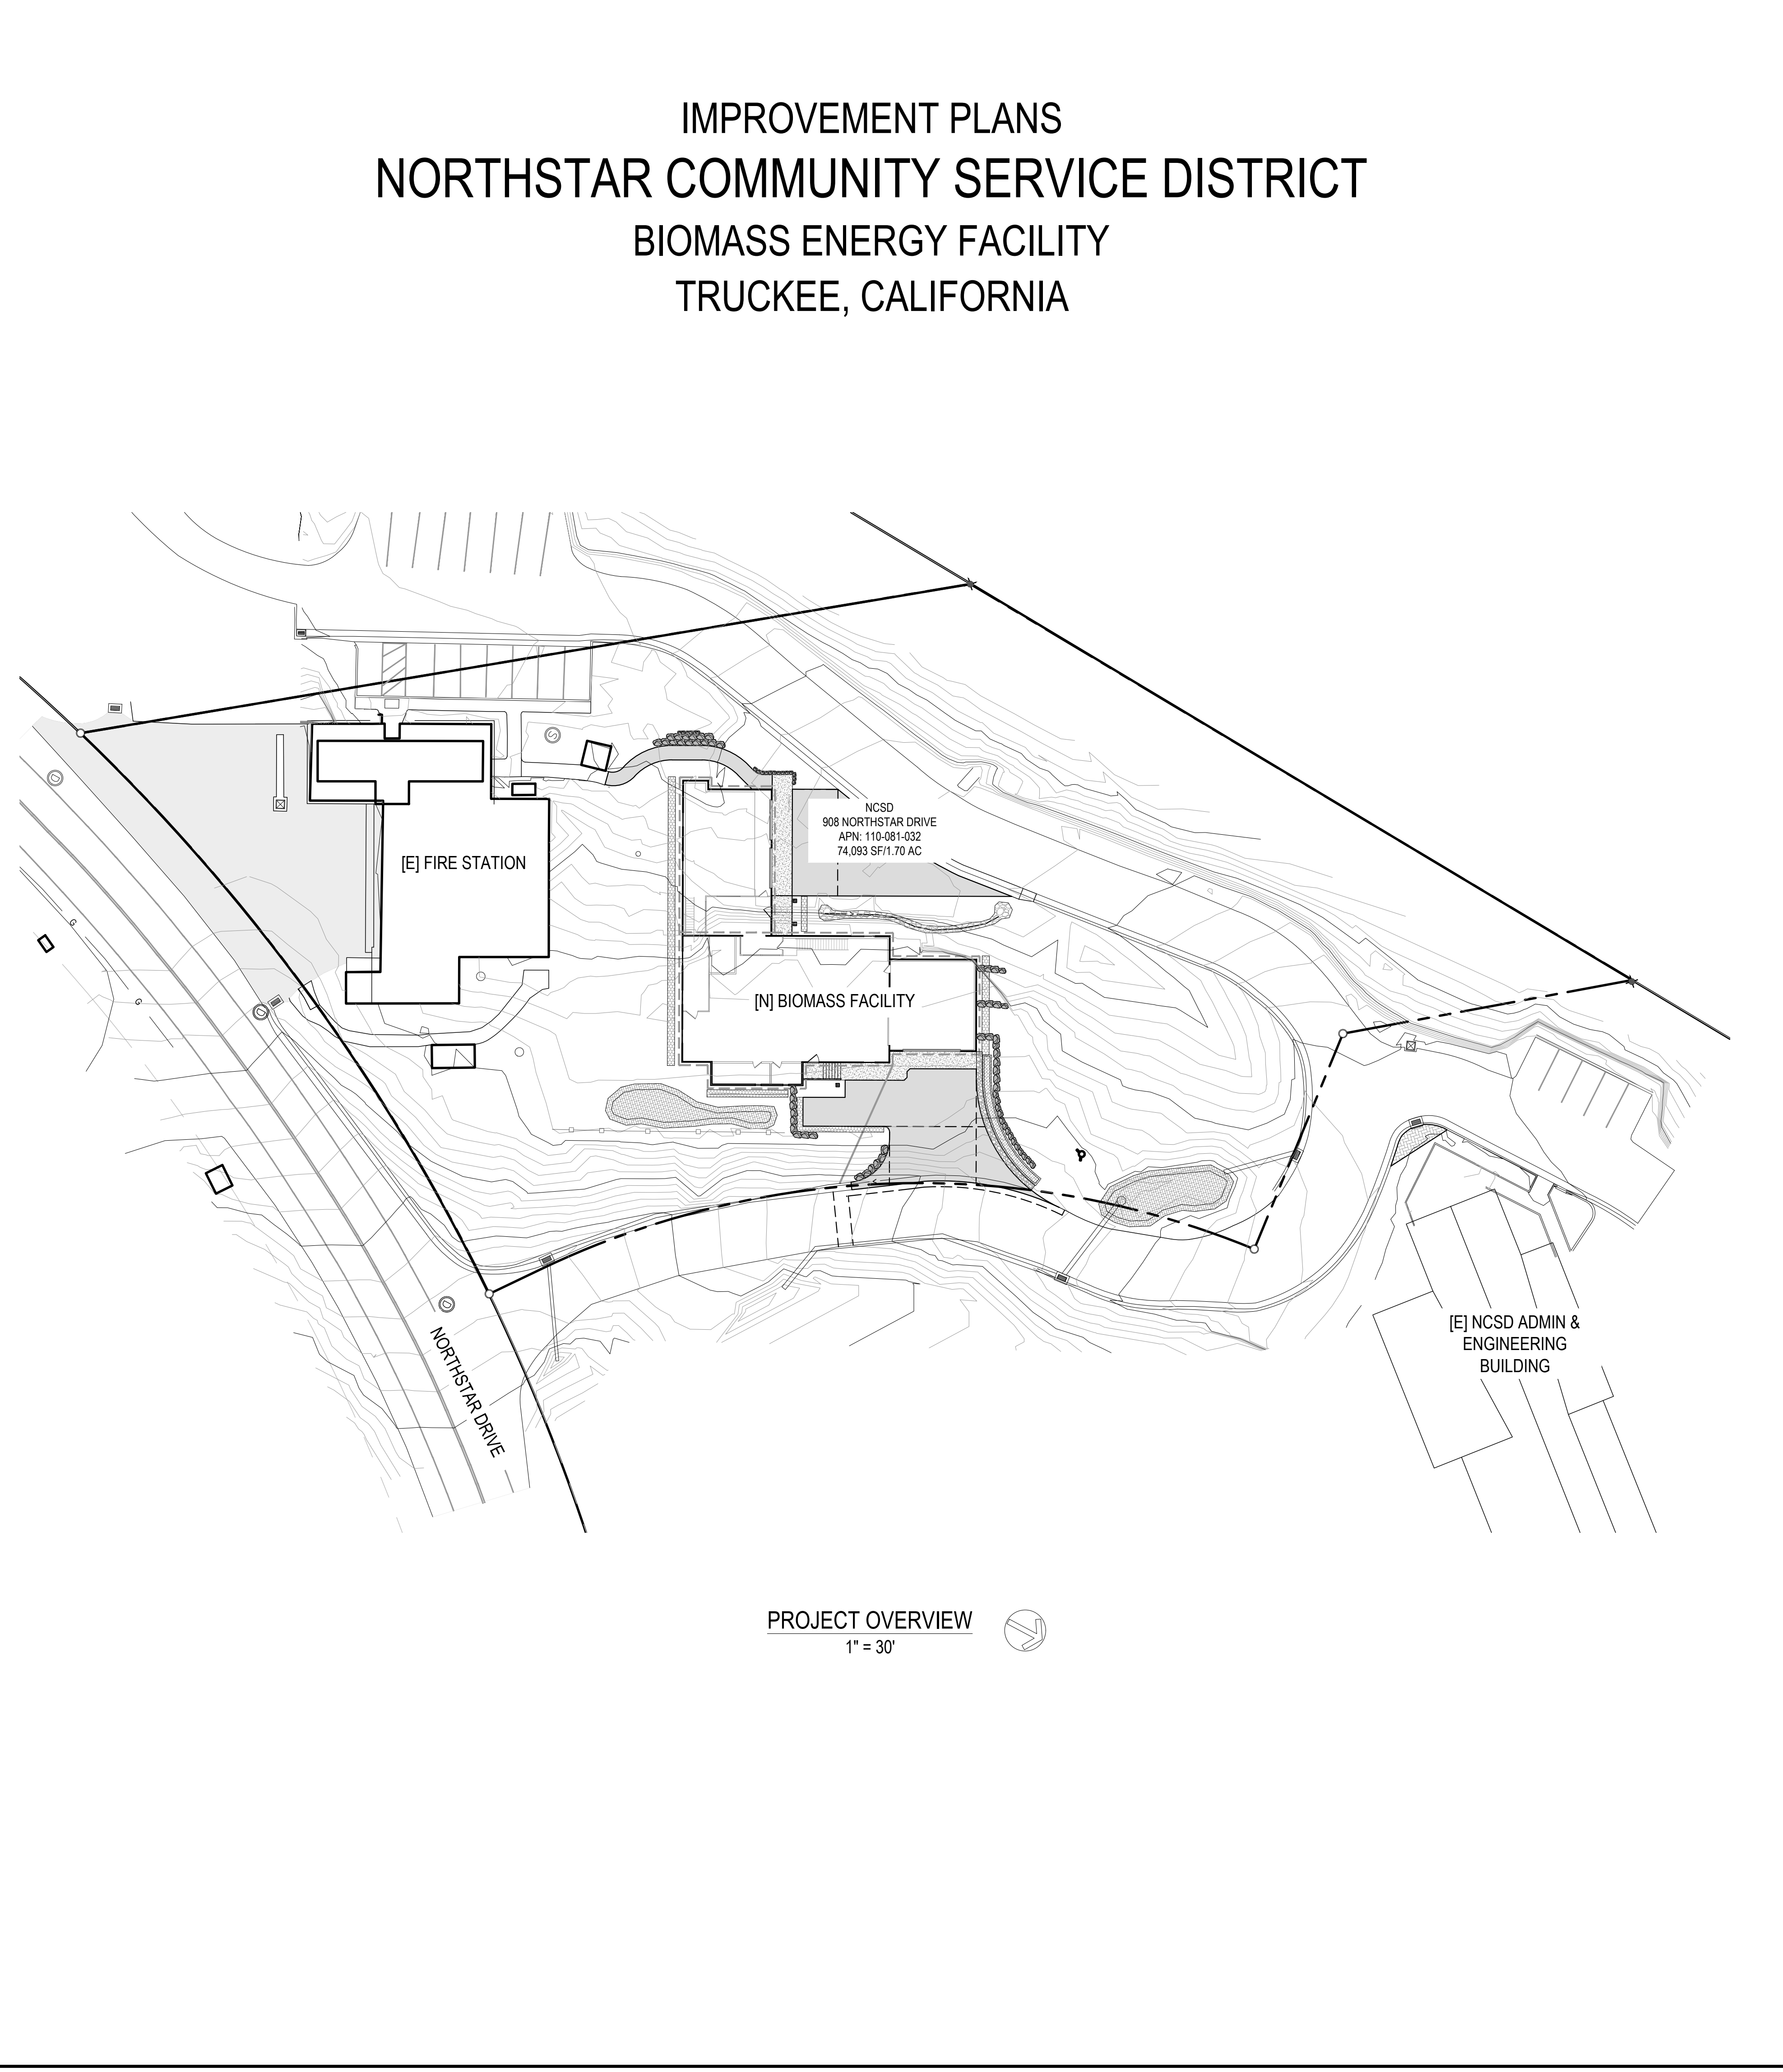 IMPROVEMENT PLANS
NORTHSTAR COMMUNITY SERVICE DISTRICT
BIOMASS ENERGY FACILITY
TRUCKEE, CALIFORNIA
S
D
NCSD
908 NORTHSTAR DRIVE
APN: 110-081-032
74,093 SF/1.70 AC
[E] FIRE STATION
G
G
[N] BIOMASS FACILITY
D
D
[E] NCSD ADMIN &
ENGINEERING
BUILDING
NORTHSTAR DRIVE
PROJECT OVERVIEW
1" = 30'